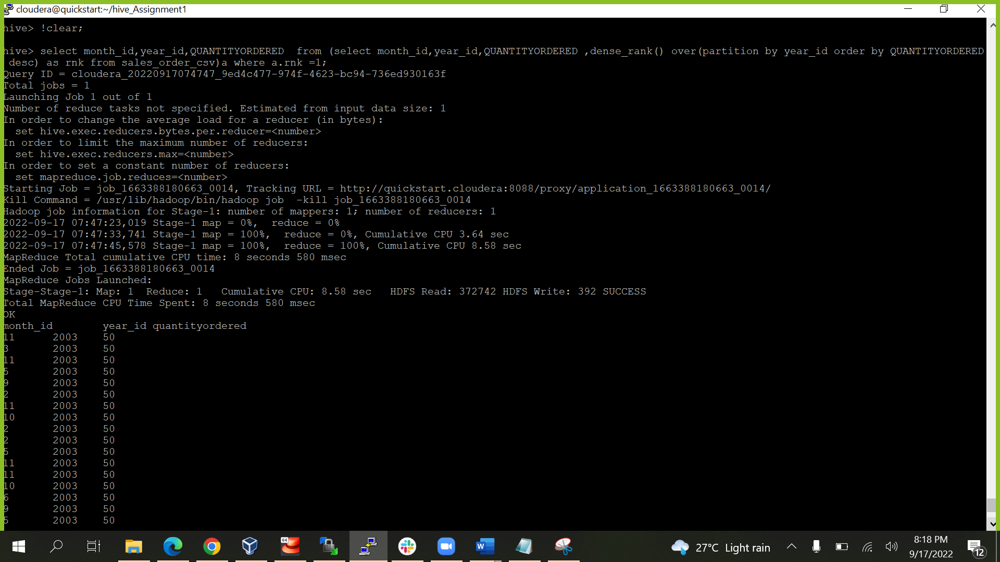 cloudera@quickstart:~/hive_Assignment1
hive> !clear;
hive> select month_id,year_id,QUANTITYORDERED  from (select month_id,year_id,QUANTITYORDERED ,dense_rank() over(partition by year_id order by QUANTITYORDERED
 desc) as rnk from sales_order_csv)a where a.rnk =1;
Query ID = cloudera_20220917074747_9ed4c477-974f-4623-bc94-736ed930163f
Total jobs = 1
Launching Job 1 out of 1
Number of reduce tasks not specified. Estimated from input data size: 1
In order to change the average load for a reducer (in bytes):
  set hive.exec.reducers.bytes.per.reducer=<number>
In order to limit the maximum number of reducers:
  set hive.exec.reducers.max=<number>
In order to set a constant number of reducers:
  set mapreduce.job.reduces=<number>
Starting Job = job_1663388180663_0014, Tracking URL = http://quickstart.cloudera:8088/proxy/application_1663388180663_0014/
Kill Command = /usr/lib/hadoop/bin/hadoop job  -kill job_1663388180663_0014
Hadoop job information for Stage-1: number of mappers: 1; number of reducers: 1
2022-09-17 07:47:23,019 Stage-1 map = 0%,  reduce = 0%
2022-09-17 07:47:33,741 Stage-1 map = 100%,  reduce = 0%, Cumulative CPU 3.64 sec
2022-09-17 07:47:45,578 Stage-1 map = 100%,  reduce = 100%, Cumulative CPU 8.58 sec
MapReduce Total cumulative CPU time: 8 seconds 580 msec
Ended Job = job_1663388180663_0014
MapReduce Jobs Launched:
Stage-Stage-1: Map: 1  Reduce: 1   Cumulative CPU: 8.58 sec   HDFS Read: 372742 HDFS Write: 392 SUCCESS
Total MapReduce CPU Time Spent: 8 seconds 580 msec
OK
month_id        year_id quantityordered
11      2003    50
3       2003    50
11      2003    50
5       2003    50
9       2003    50
2       2003    50
11      2003    50
10      2003    50
2       2003    50
2       2003    50
5       2003    50
11      2003    50
11      2003    50
10      2003    50
6       2003    50
9       2003    50
5       2003    50
64
W
27°C Light rain
8:18 PM
9/17/2022
12